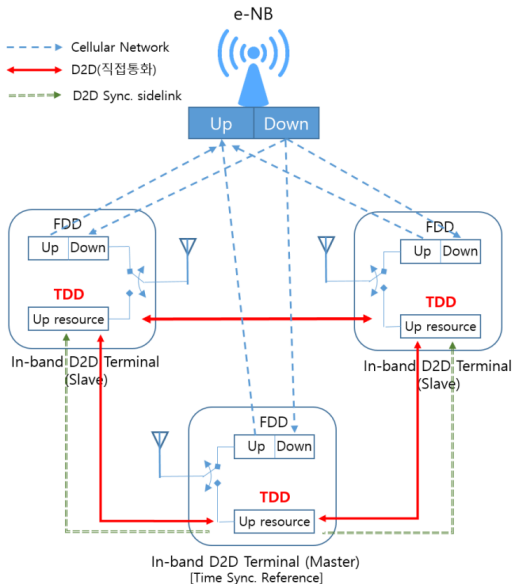 e-NB
Cellular Network
D2D(직접통화)
D2D Sync. sidelink
Up Down
FDD
Up Down
TDD
Up resource
In-band D2D Terminal
(Slave)
FDD
Up Down
TDD
Up resource
In-band D2D Terminal
(Slave)
FDD
Up Down
TDD
Up resource
In-band D2D Terminal (Master)
[Time Sync. Reference]